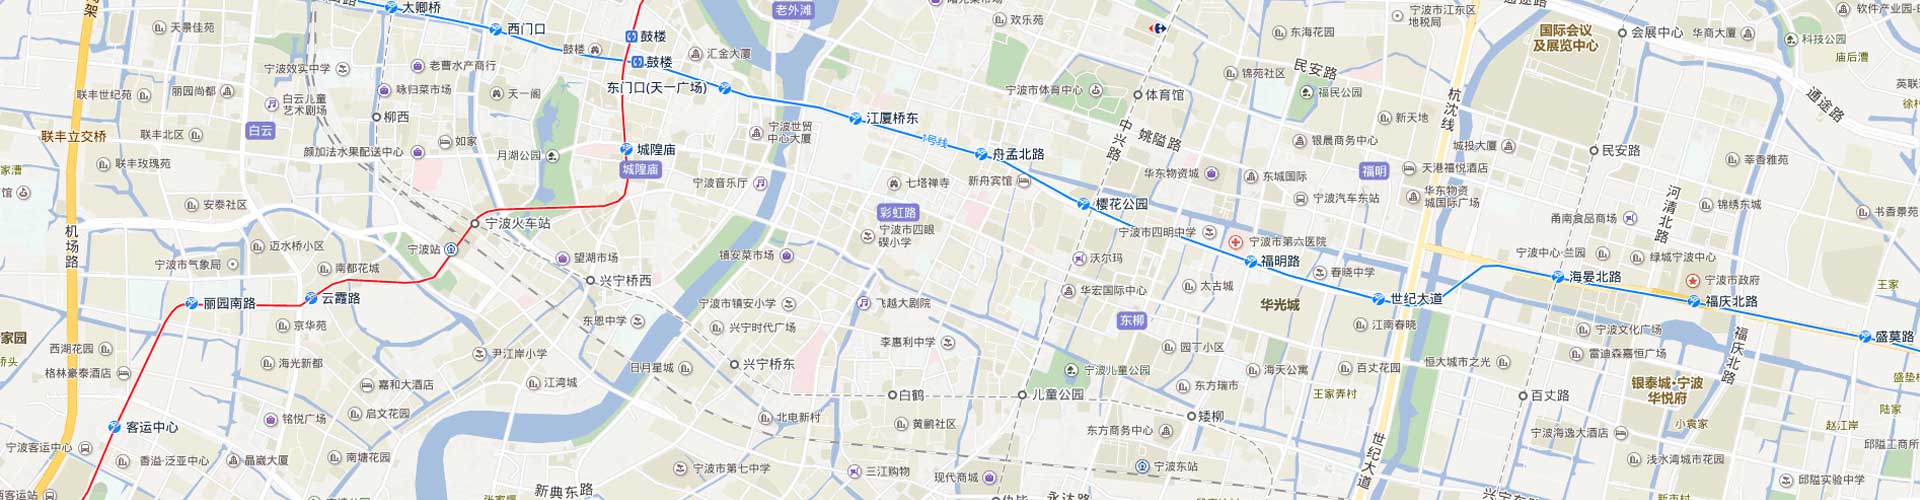 太卿桥
西门口
天景佳苑
宁波效实中学
老曹水产商行
咏归菜市场
白云儿童
艺术剧场
天一阁
鼓楼
鼓楼
鼓楼
汇金大厦
东门口(天一广场)
老外滩
欢乐苑
联丰世纪苑
丽园尚都
联丰立交桥
联丰北区
白云
柳西
如家
颜加法水果配送中心
月湖公园
联丰玫瑰苑
安泰社区
城隍庙
城隍庙
宁波世贸
中心大厦
江厦桥东
1号线
舟孟北路
宁波市体育中心
体育馆
中兴路
姚隘路
锦苑社区
民安路
福民公园
东海花园
宁波市江东区
地税局
国际会议
及展览中心
会展中心
华商大厦
科技公园
庙后漕
通途路
杭沈线
新天地
银晨商务中心
城投大厦
民安路
莘香雅苑
天港禧悦酒店
福明
华东物资城
东城国际
宁波汽车东站
华东物资
城国际广场
河清北路
锦绣东城
书香景苑
甬南食品商场
宁波音乐厅
七塔禅寺
新舟宾馆
樱花公园
彩虹路
宁波市四眼
碶小学
镇安菜市场
宁波火车站
宁波站
望湖市场
兴宁桥西
机场路
迈水桥小区
宁波市气象局
南都花城
丽园南路
云霞路
京华苑
西湖花园
格林豪泰酒店
海光新都
嘉和大酒店
尹江岸小学
江湾城
东恩中学
宁波市镇安小学
兴宁时代广场
飞越大剧院
李惠利中学
兴宁桥东
日月星城
宁波市四明中学
宁波市第六医院
福明路
沃尔玛
华宏国际中心
太古城
春晓中学
华光城
世纪大道
江南春晓
东柳
园丁小区
宁波儿童公园
东方瑞市
海天公寓
百丈花园
恒大城市之光
宁波中心·兰园
绿城宁波中心
海晏北路
宁波市政府
福庆北路
王家
盛莫路
宁波文化广场
雷迪森嘉恒广场
银泰城·宁波
华悦府
福庆北路
百丈路
客运中心
宁波客运中心
铭悦广场
启文花园
香溢·泛亚中心
晶崴大厦
南塘花园
北电新村
白鹤
黄鹂社区
儿童公园
矮柳
东方商务中心
宁波东站
王家弄村
世纪大道
宁波海逸大酒店
小袁家
浅水湾城市花园
陆家
赵江岸
邱隘工商所
邱隘实验中学
宁波市第七中学
三江购物
现代商城
新典东路
永达路